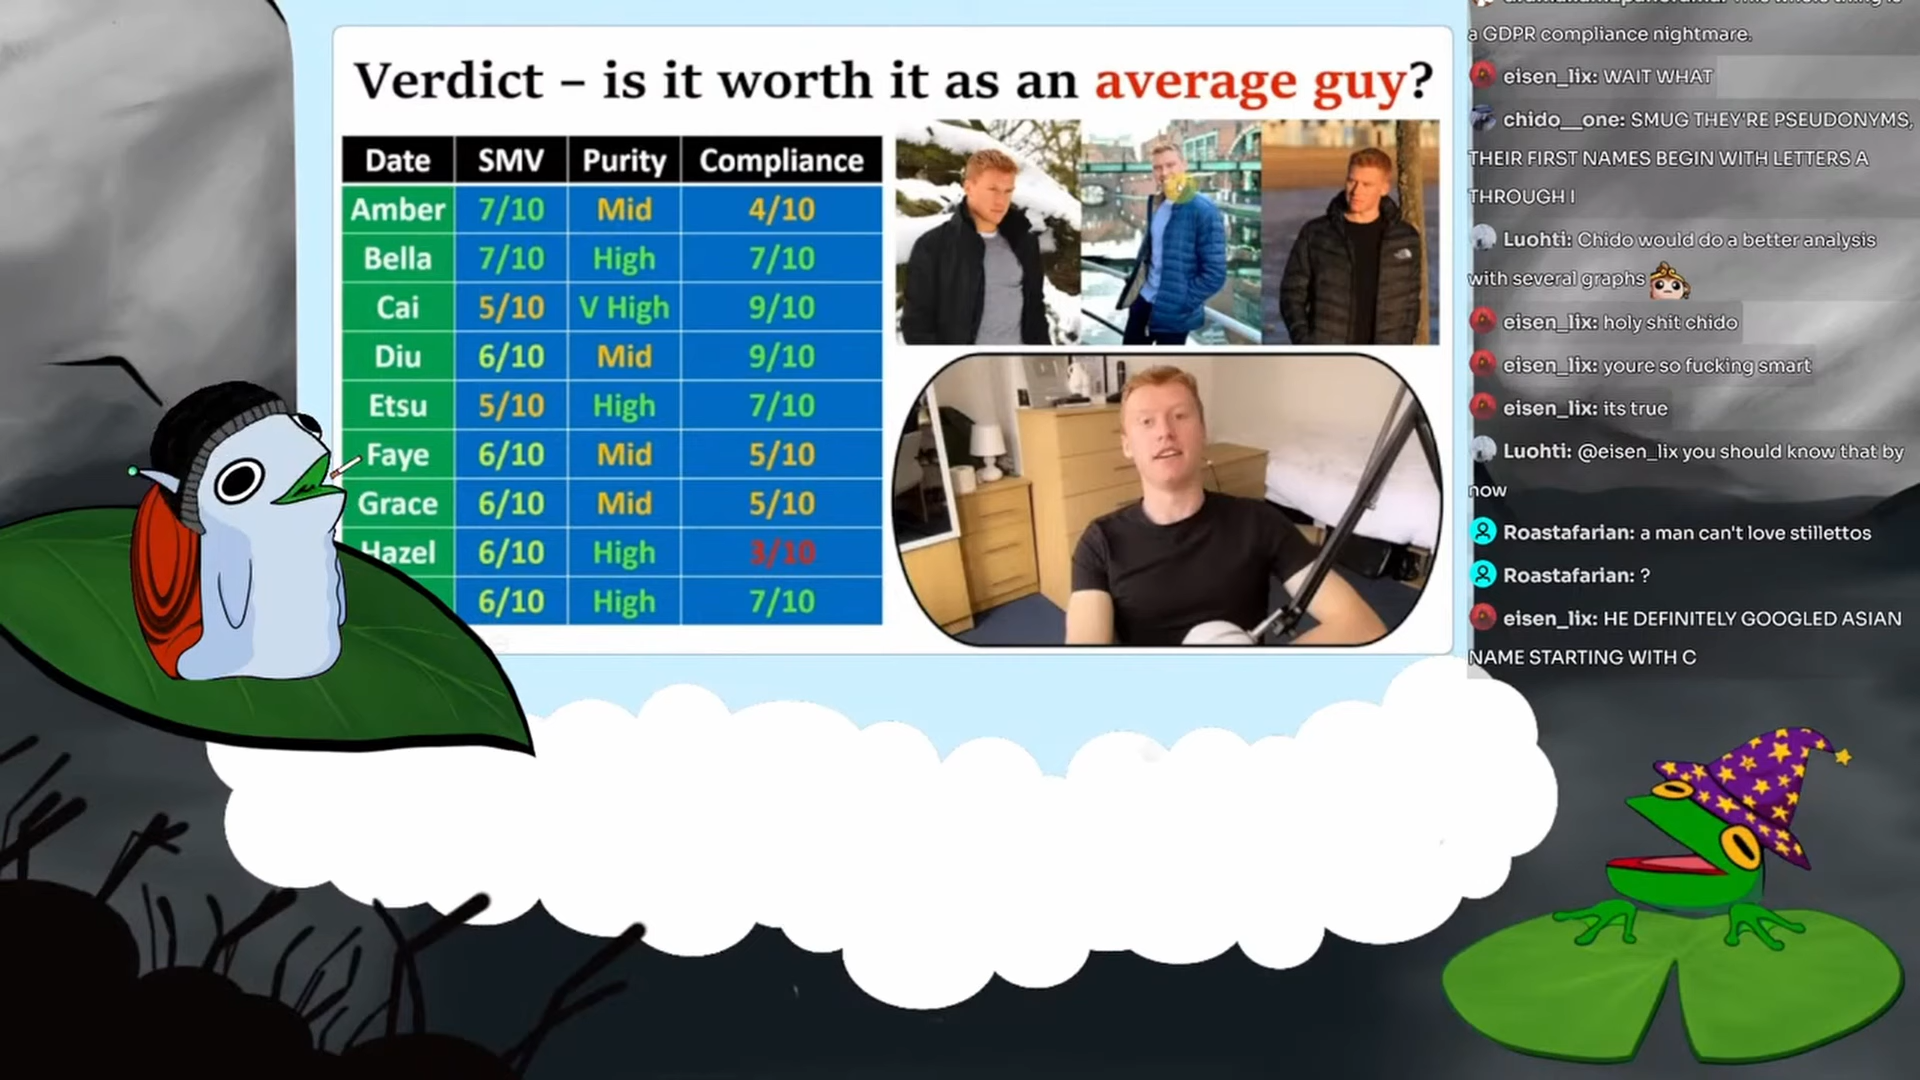 Verdict – is it worth it as an average guy?
Date SMV Purity Compliance
Amber 7/10 Mid 4/10
Bella 7/10 High 7/10
Cai 5/10 V High 9/10
Diu 6/10 Mid 9/10
Etsu 5/10 High 7/10
Faye 6/10 Mid 5/10
Grace 6/10 Mid 5/10
Hazel 6/10 High 3/10
6/10 High 7/10
a GDPR compliance nightmare.
eisen_lix: WAIT WHAT
chido__one: SMUG THEY'RE PSEUDONYMS,
THEIR FIRST NAMES BEGIN WITH LETTERS A
THROUGH I
Luohti: Chido would do a better analysis
with several graphs
eisen_lix: holy shit chido
eisen_lix: youre so fucking smart
eisen_lix: its true
Luohti: @eisen_lix you should know that by
now
Roastafarian: a man can't love stillettos
Roastafarian: ?
eisen_lix: HE DEFINITELY GOOGLED ASIAN
NAME STARTING WITH C